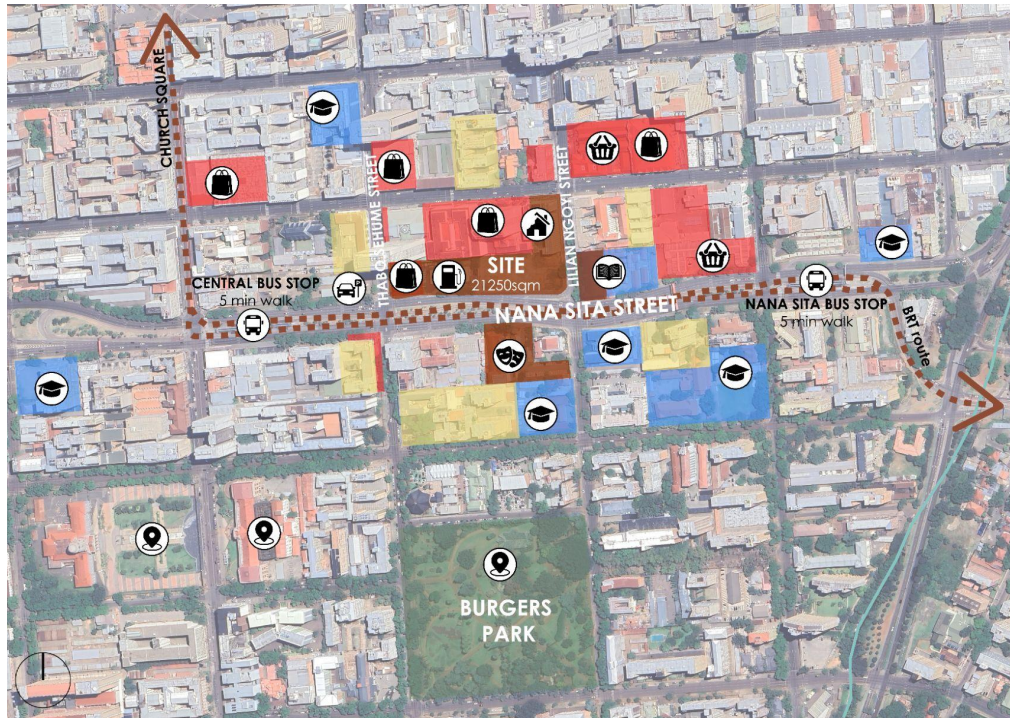 CHURCH SQUARE
THABO SEHUME STREET
LILLIAN NGOYI STREET
SITE
21250sqm
CENTRAL BUS STOP
5 min walk
NANA SITA STREET
NANA SITA BUS STOP
5 min walk
BRT route
BURGERS
PARK